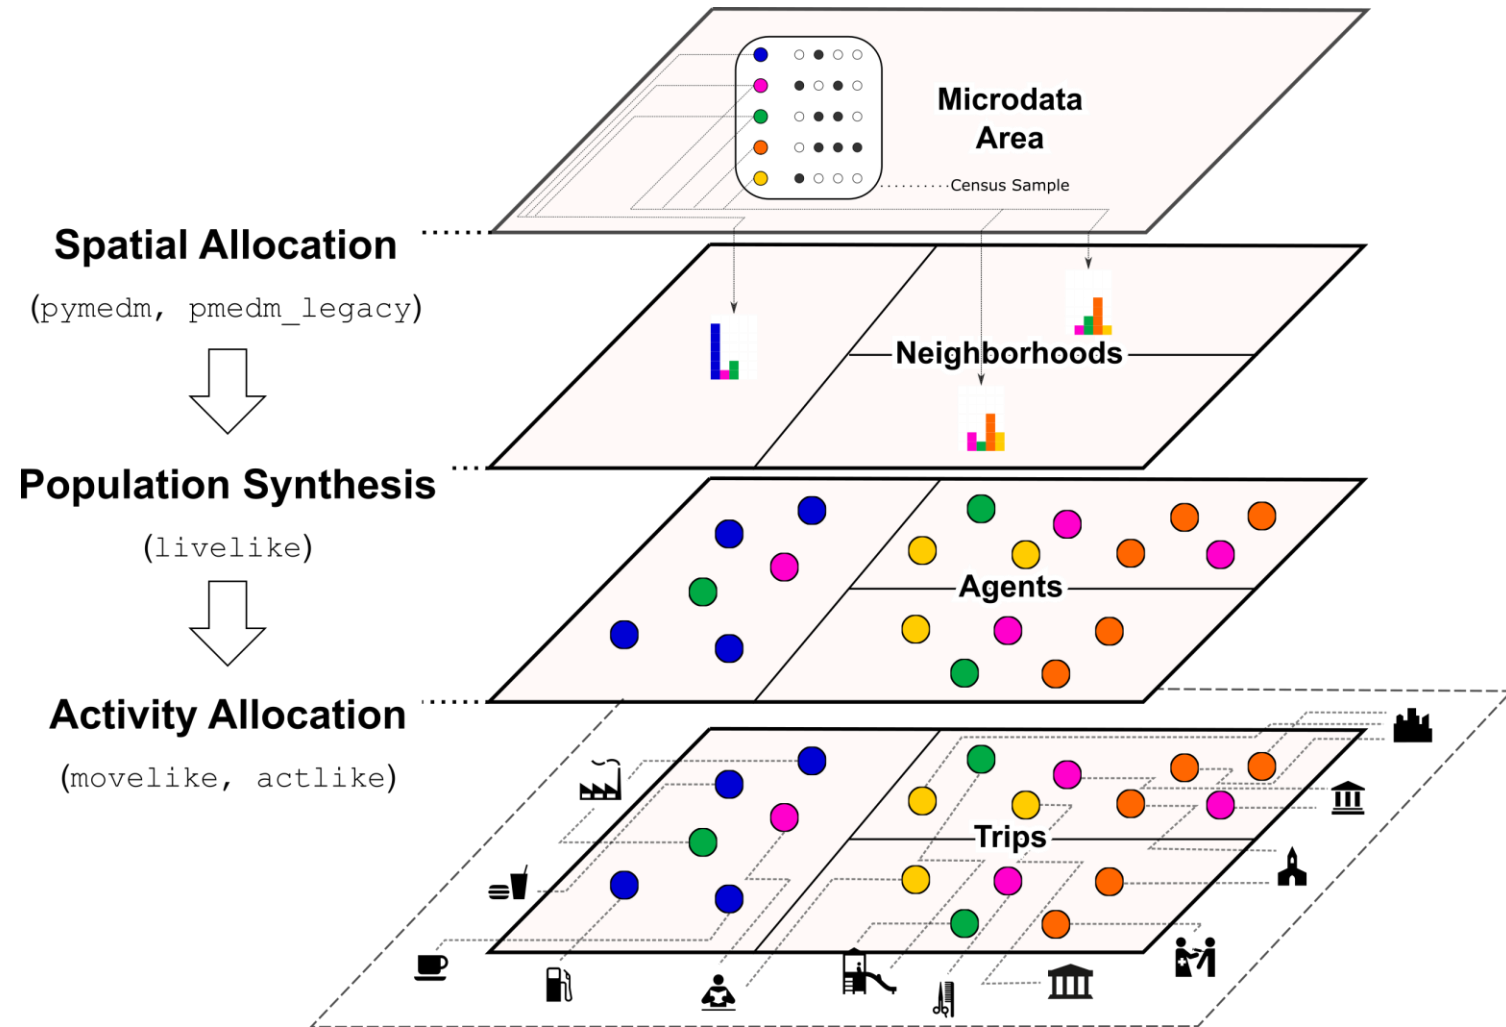 Microdata
Area
Census Sample
Spatial Allocation
(pymedm, pmedm_legacy)
Neighborhoods
Population Synthesis
(livelike)
Agents
Activity Allocation
(movelike, actlike)
Trips